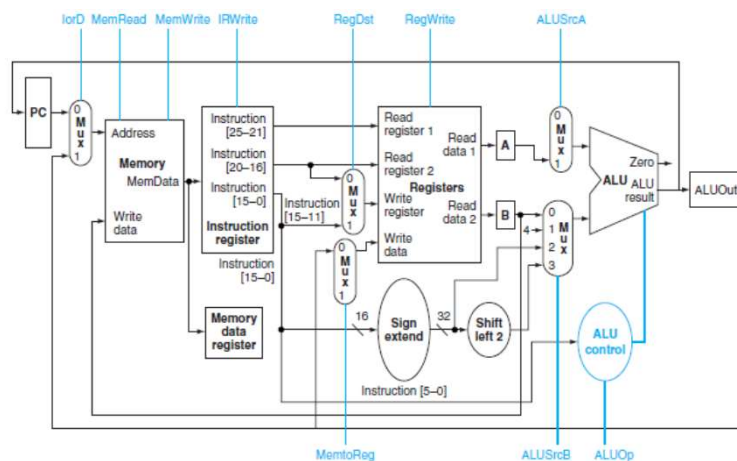 IorD MemRead MemWrite IRWrite RegDst RegWrite ALUSrcA
PC
0
M
u
x
1
Address
Memory
MemData
Write
data
Instruction
[25–21]
Instruction
[20–16]
Instruction
[15–0]
Instruction
register
Instruction
[15–0]
Memory
data
register
Instruction
[15–11]
0
M
u
x
1
0
M
u
x
1
Read
register 1
Read
register 2
Write
register
Write
data
Registers
Read
data 1
Read
data 2
16
Sign
extend
32
Shift
left 2
Instruction [5–0]
A
B
4
0
M
u
x
1
0
1
2
3
M
u
x
ALU
Zero
ALU
result
ALUOut
ALU
control
MemtoReg ALUSrcB ALUOp